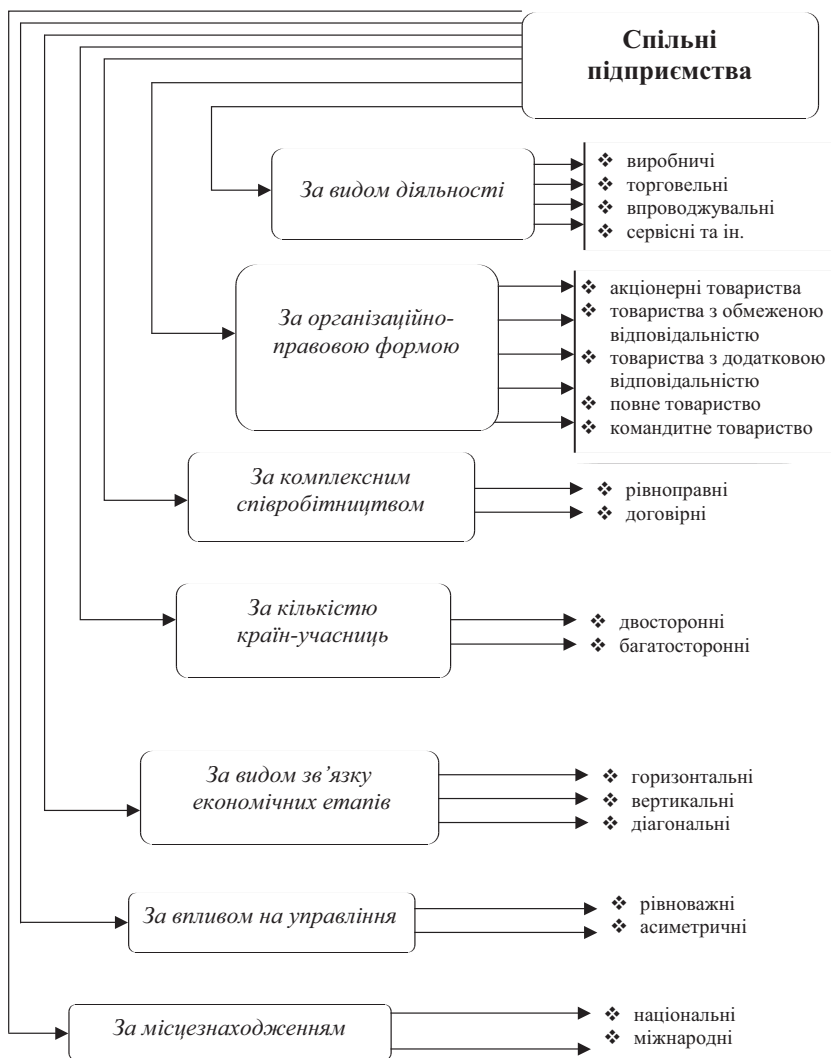 Спільні
підприємства
За видом діяльності
❖ виробничі
❖ торговельні
❖ впроводжувальні
❖ сервісні та ін.
За організаційно-
правовою формою
❖ акціонерні товариства
❖ товариства з обмеженою
відповідальністю
❖ товариства з додатковою
відповідальністю
❖ повне товариство
❖ командитне товариство
За комплексним
співробітництвом
❖ рівноправні
❖ договірні
За кількістю
країн-учасниць
❖ двосторонні
❖ багатосторонні
За видом зв’язку
економічних етапів
❖ горизонтальні
❖ вертикальні
❖ діагональні
За впливом на управління
❖ рівноважні
❖ асиметричні
За місцезнаходженням
❖ національні
❖ міжнародні